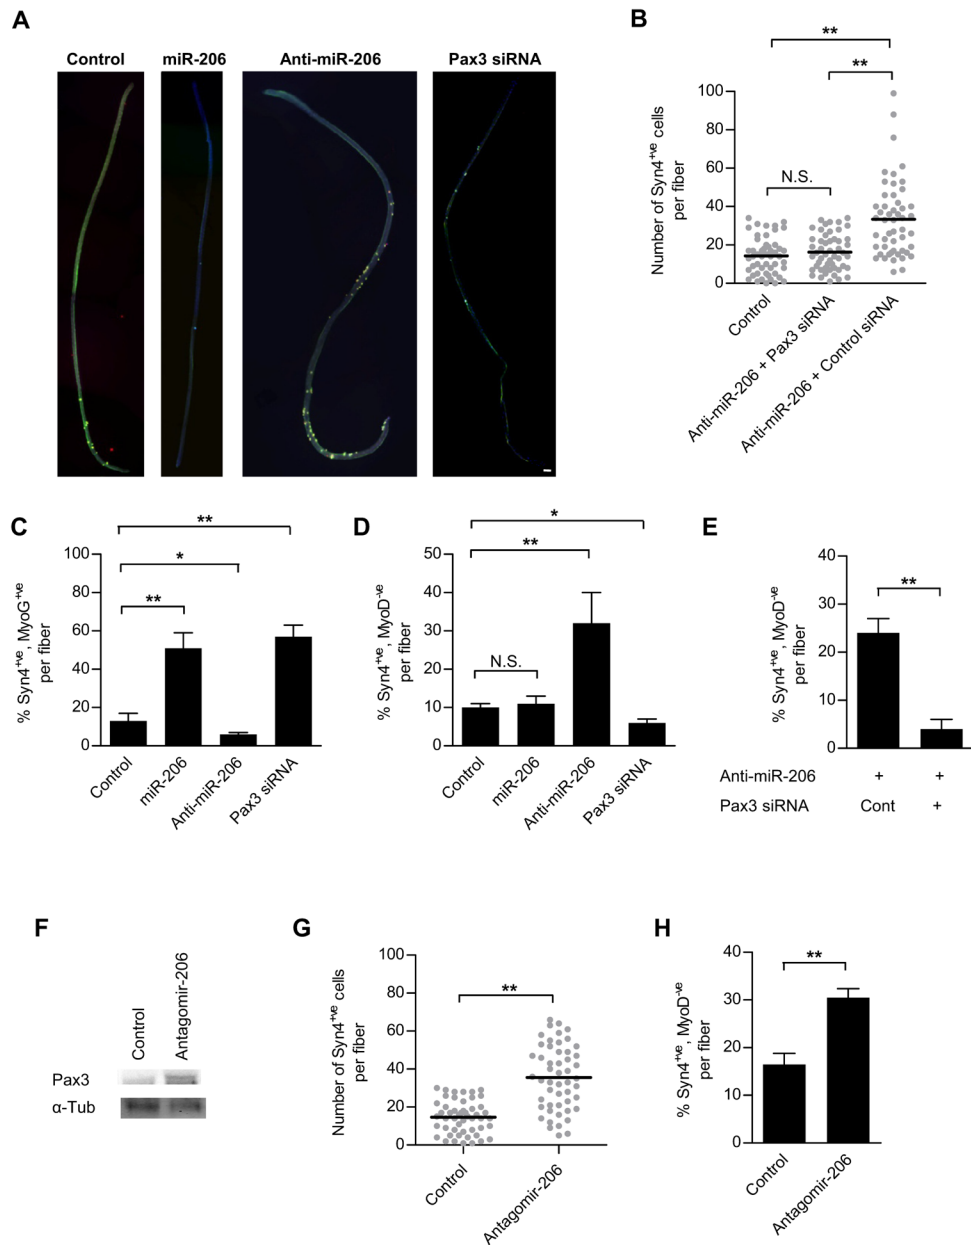 A
Control
miR-206
Anti-miR-206
Pax3 siRNA
B
**
**
N.S.
Number of Syn4+ve cells
per fiber
100
80
60
40
20
0
Control
Anti-miR-206 + Pax3 siRNA
Anti-miR-206 + Control siRNA
C
**
*
**
% Syn4+ve, MyoG+ve
per fiber
100
80
60
40
20
0
Control
miR-206
Anti-miR-206
Pax3 siRNA
D
*
**
N.S.
% Syn4+ve, MyoD-ve
per fiber
50
40
30
20
10
0
Control
miR-206
Anti-miR-206
Pax3 siRNA
E
**
% Syn4+ve, MyoD-ve
per fiber
40
20
40
0
Anti-miR-206 + +
Pax3 siRNA Cont +
F
Control
Antagomir-206
Pax3
α-Tub
G
**
Number of Syn4+ve cells
per fiber
100
80
60
40
20
0
Control
Antagomir-206
H
**
% Syn4+ve, MyoD-ve
per fiber
40
30
20
10
0
Control
Antagomir-206